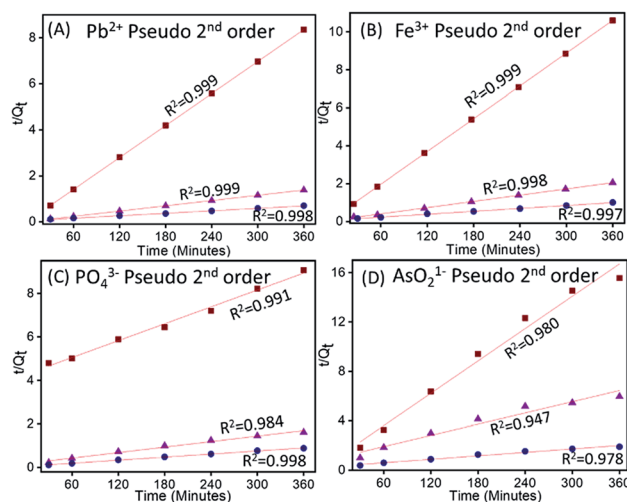 (A) Pb²⁺ Pseudo 2ⁿᵈ order
t/Qt
8
4
0
R²=0.999
R²=0.999
R²=0.998
60 120 180 240 300 360
Time (Minutes)
(B) Fe³⁺ Pseudo 2ⁿᵈ order
t/Qt
10
8
6
4
2
0
R²=0.999
R²=0.998
R²=0.997
60 120 180 240 300 360
Time (Minutes)
(C) PO₄³⁻ Pseudo 2ⁿᵈ order
t/Qt
8
6
4
2
0
R²=0.991
R²=0.984
R²=0.998
60 120 180 240 300 360
Time (Minutes)
(D) AsO₂¹⁻ Pseudo 2ⁿᵈ order
t/Qt
16
12
8
4
0
R²=0.980
R²=0.947
R²=0.978
60 120 180 240 300 360
Time (Minutes)